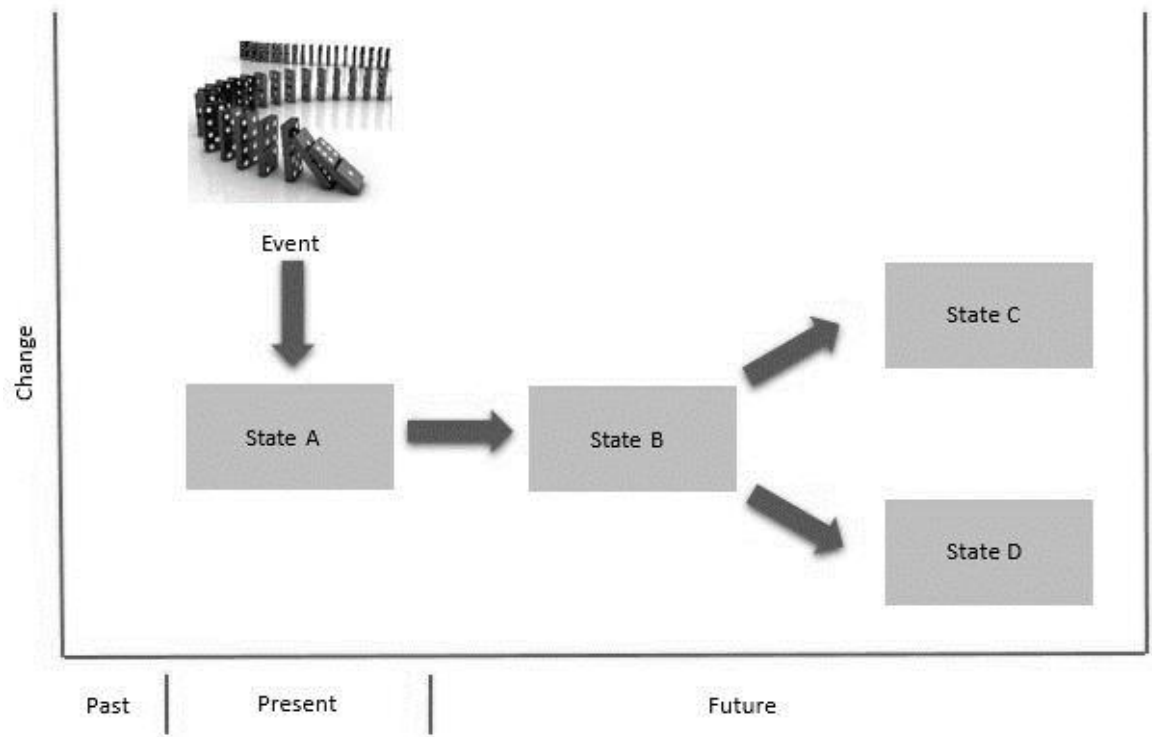 Event
State C
Change
State A
State B
State D
Past
Present
Future